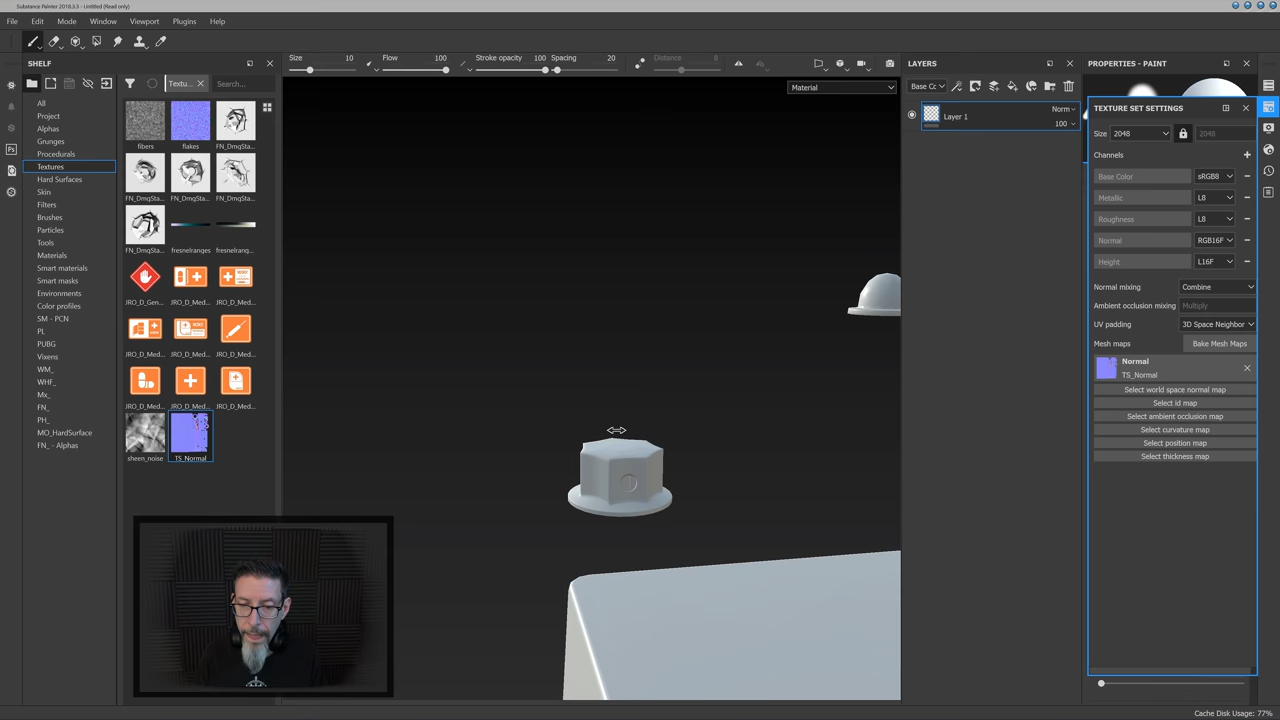 Substance Painter 2018.3.3 - Untitled (Read only)
File Edit Mode Window Viewport Plugins Help
Size 10 Flow 100 Stroke opacity 100 Spacing 20 Distance 8
SHELF
Textu... Search...
All
Project
Alphas
Grunges
Procedurals
Textures
Hard Surfaces
Skin
Filters
Brushes
Particles
Tools
Materials
Smart materials
Smart masks
Environments
Color profiles
SM - PCN
PL
PUBG
Vixens
WM_
WHF_
Mx_
FN_
PH_
MO_HardSurface
FN_ - Alphas
fibers flakes FN_DmgSta...
FN_DmgSta... FN_DmgSta... FN_DmgSta...
FN_DmgSta... fresnelranges fresnelrang...
JRO_D_Gen... JRO_D_Med... JRO_D_Med...
JRO_D_Med... JRO_D_Med... JRO_D_Med...
JRO_D_Med... JRO_D_Med... JRO_D_Med...
sheen_noise TS_Normal
Material
LAYERS
Base Cc
Layer 1
Norm
100
PROPERTIES - PAINT
TEXTURE SET SETTINGS
Size 2048 2048
Channels
Base Color sRGB8
Metallic L8
Roughness L8
Normal RGB16F
Height L16F
Normal mixing Combine
Ambient occlusion mixing Multiply
UV padding 3D Space Neighbor
Mesh maps Bake Mesh Maps
Normal
TS_Normal
Select world space normal map
Select id map
Select ambient occlusion map
Select curvature map
Select position map
Select thickness map
Cache Disk Usage: 77%